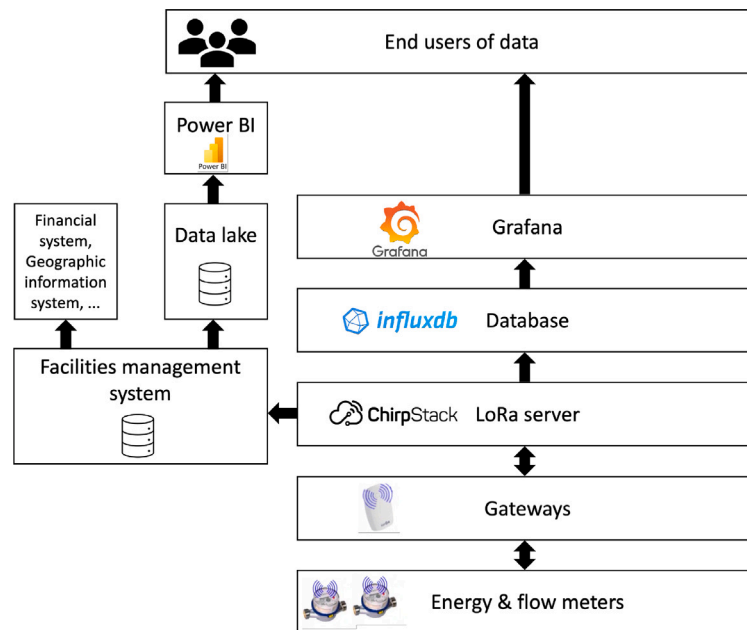 End users of data
Power BI
Power BI
Financial
system,
Geographic
information
system, ...
Data lake
Grafana
Grafana
influxdb Database
Facilities management
system
ChirpStack LoRa server
Gateways
Energy & flow meters